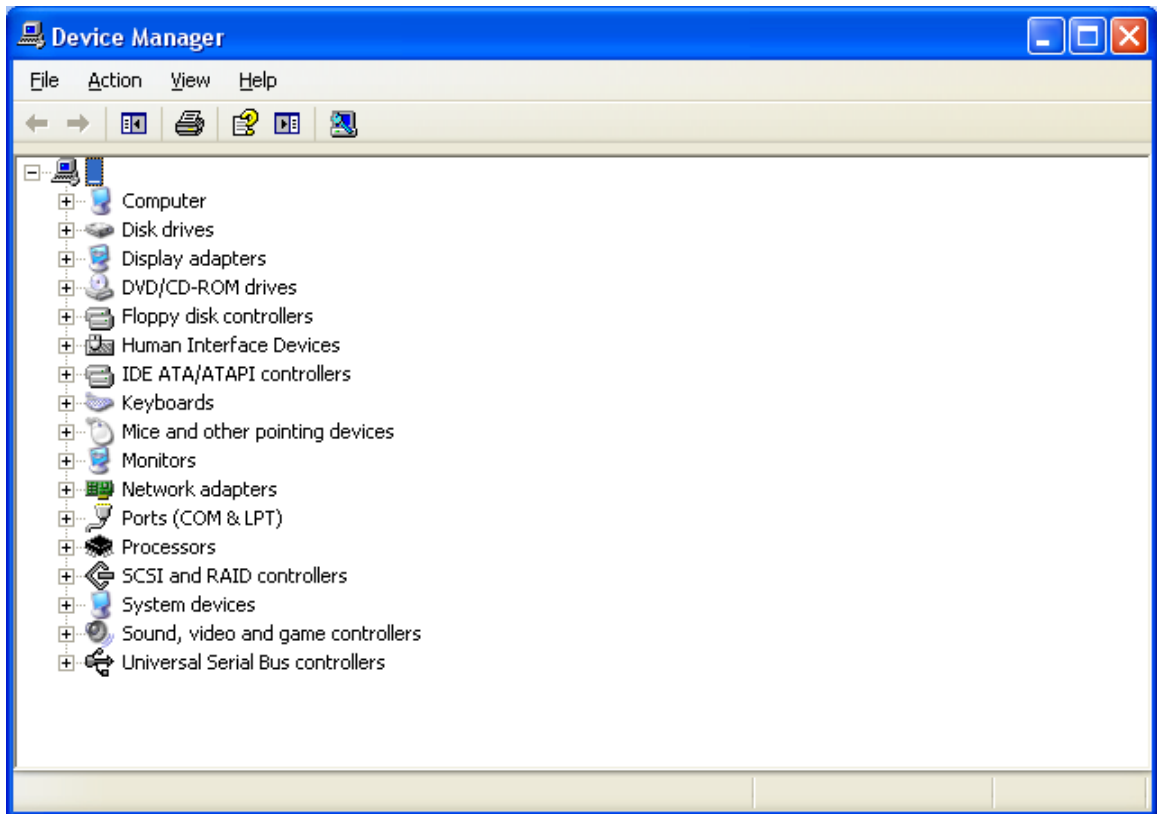 Device Manager
File Action View Help
Computer
Disk drives
Display adapters
DVD/CD-ROM drives
Floppy disk controllers
Human Interface Devices
IDE ATA/ATAPI controllers
Keyboards
Mice and other pointing devices
Monitors
Network adapters
Ports (COM & LPT)
Processors
SCSI and RAID controllers
System devices
Sound, video and game controllers
Universal Serial Bus controllers